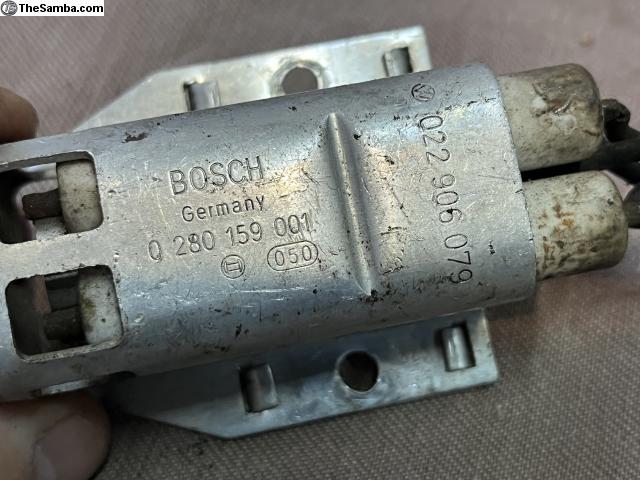 TheSamba.com
BOSCH
Germany
0 280 159 001
050
022 906 079